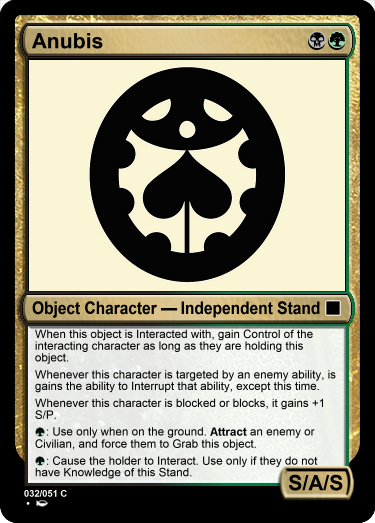 Anubis
Object Character — Independent Stand
When this object is Interacted with, gain Control of the
interacting character as long as they are holding this
object.
Whenever this character is targeted by an enemy ability, is
gains the ability to Interrupt that ability, except this time.
Whenever this character is blocked or blocks, it gains +1
S/P.
: Use only when on the ground. Attract an enemy or
Civilian, and force them to Grab this object.
: Cause the holder to Interact. Use only if they do not
have Knowledge of this Stand.
S/A/S
032/051 C
•